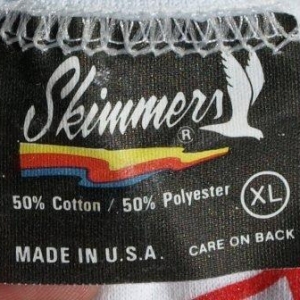 Skimmers ®
50% Cotton / 50% Polyester XL
MADE IN U.S.A. CARE ON BACK